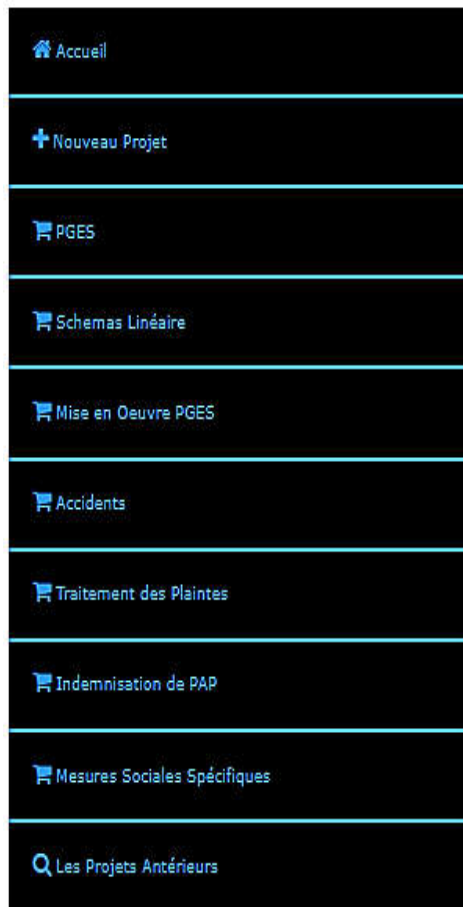 Accueil
Nouveau Projet
PGES
Schemas Linéaire
Mise en Oeuvre PGES
Accidents
Traitement des Plaintes
Indemnisation de PAP
Mesures Sociales Spécifiques
Les Projets Antérieurs